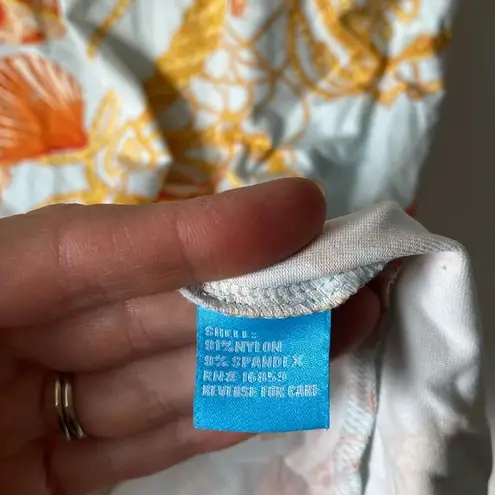 SHELL:
91%NYLON
9% SPANDEX
RN# 16859
REVERSE FOR CARE